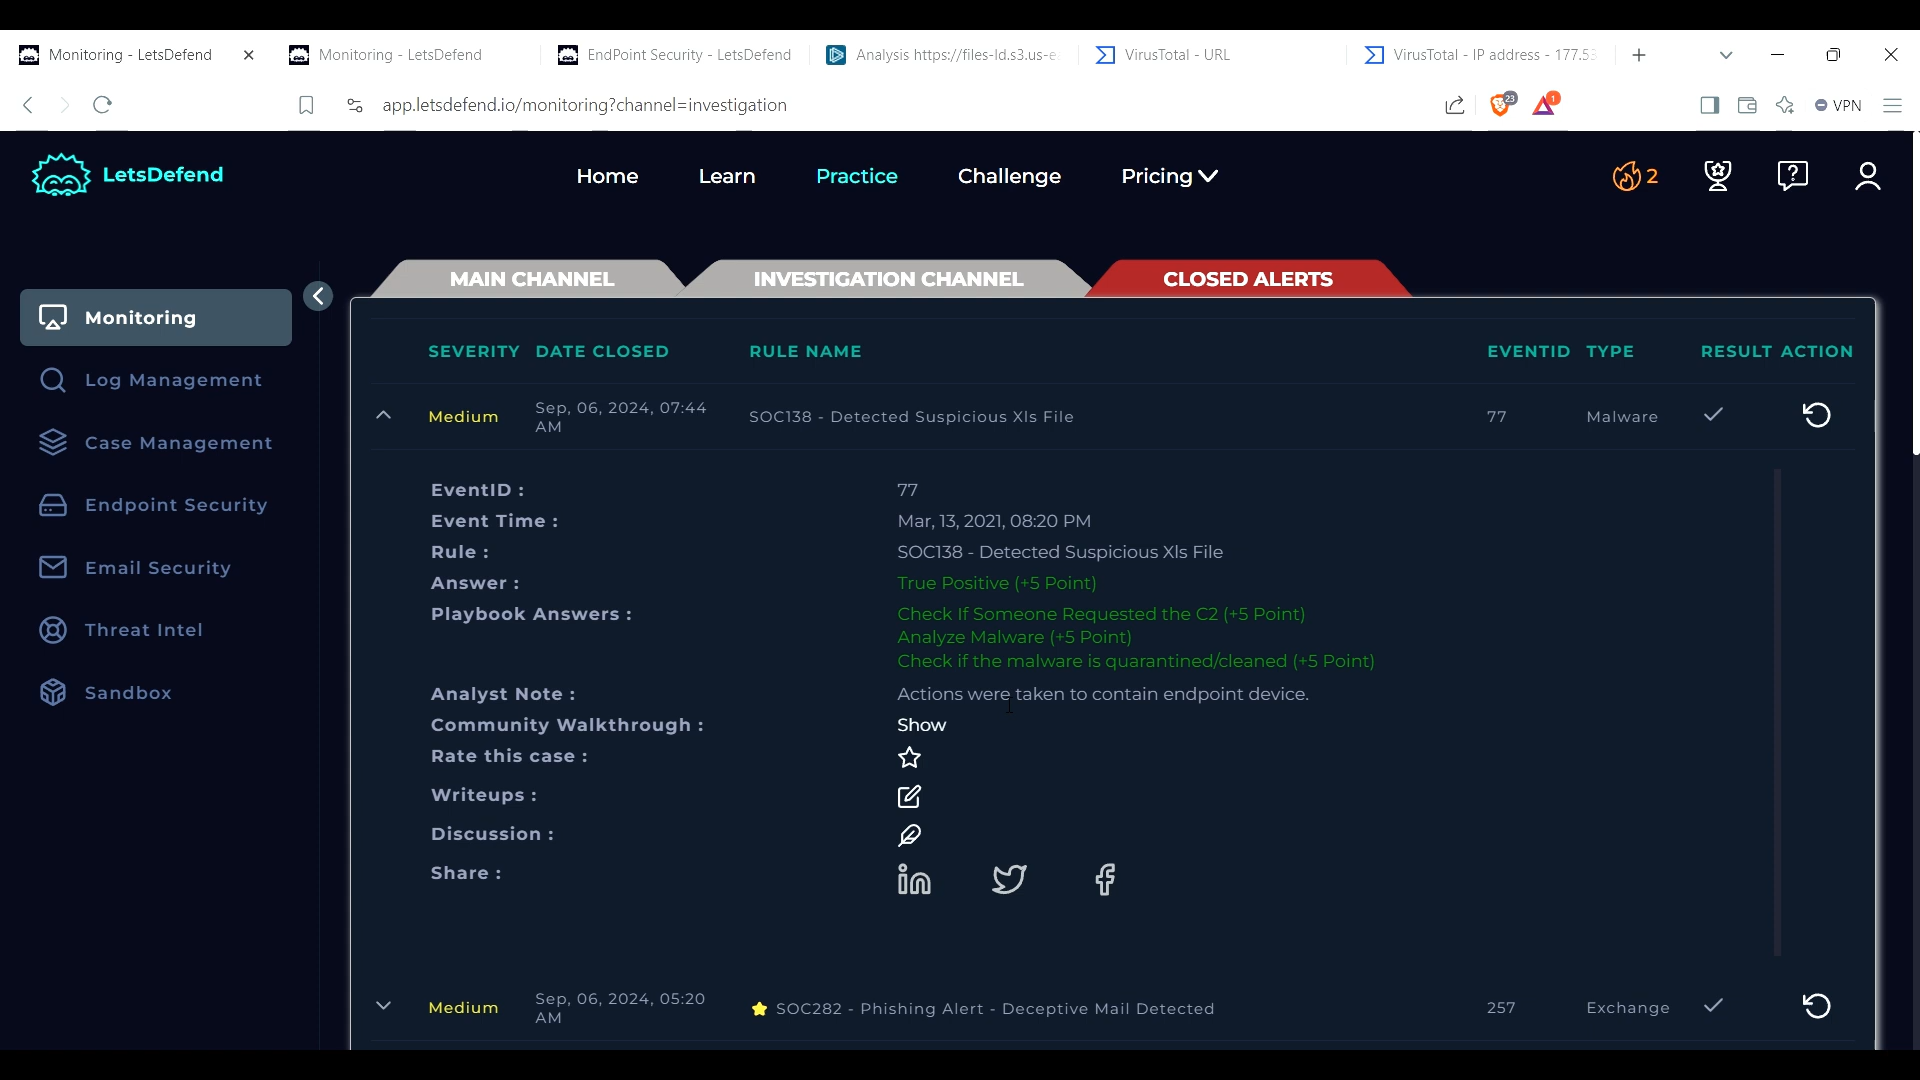 Monitoring - LetsDefend
Monitoring - LetsDefend
EndPoint Security - LetsDefend
Analysis https://files-ld.s3.us-e
VirusTotal - URL
VirusTotal - IP address - 177.53
app.letsdefend.io/monitoring?channel=investigation
23
1
VPN
LetsDefend
Home
Learn
Practice
Challenge
Pricing
2
MAIN CHANNEL
INVESTIGATION CHANNEL
CLOSED ALERTS
Monitoring
Log Management
Case Management
Endpoint Security
Email Security
Threat Intel
Sandbox
SEVERITY DATE CLOSED RULE NAME EVENTID TYPE RESULT ACTION
Medium Sep, 06, 2024, 07:44 AM SOC138 - Detected Suspicious Xls File 77 Malware
EventID : 77
Event Time : Mar, 13, 2021, 08:20 PM
Rule : SOC138 - Detected Suspicious Xls File
Answer : True Positive (+5 Point)
Playbook Answers : Check If Someone Requested the C2 (+5 Point)
Analyze Malware (+5 Point)
Check if the malware is quarantined/cleaned (+5 Point)
Analyst Note : Actions were taken to contain endpoint device.
Community Walkthrough : Show
Rate this case :
Writeups :
Discussion :
Share :
Medium Sep, 06, 2024, 05:20 AM SOC282 - Phishing Alert - Deceptive Mail Detected 257 Exchange